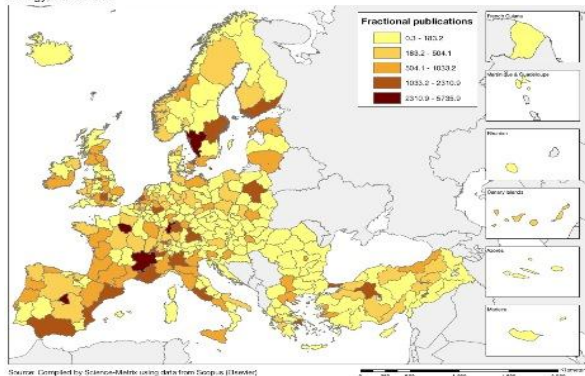 Fractional publications
0.3 - 183.2
183.2 - 504.1
504.1 - 1033.2
1033.2 - 2310.9
2310.9 - 5735.9
French Guiana
Martinique & Guadeloupe
Réunion
Canary Islands
Azores
Madeira
Source: Compiled by Science-Metrix using data from Scopus (Elsevier)